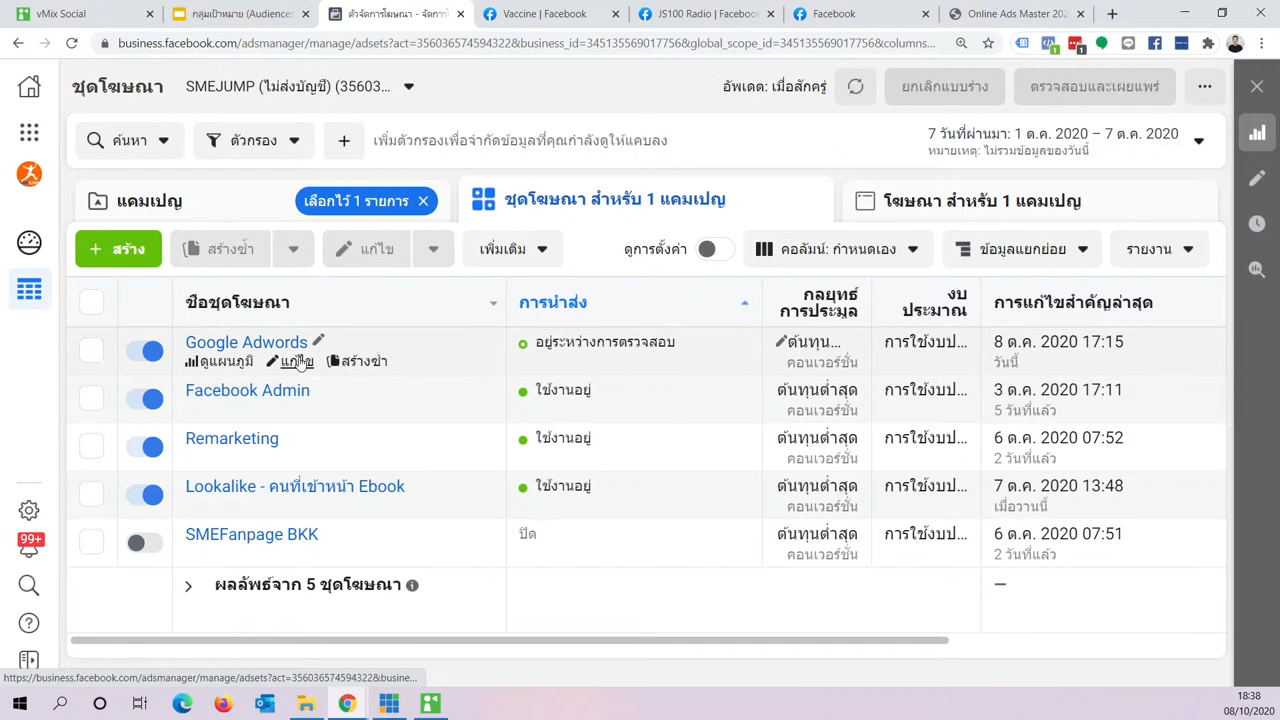 vMix Social
กลุ่มเป้าหมาย (Audiences
ตัวจัดการโฆษณา - จัดการโ
Vaccine | Facebook
JS100 Radio | Facebook
Facebook
Online Ads Master 202
business.facebook.com/adsmanager/manage/adsets?act=356036574594322&business_id=345135569017756&global_scope_id=345135569017756&columns...
ชุดโฆษณา
SMEJUMP (ไม่ส่งบัญชี) (35603...
อัพเดต: เมื่อสักครู่
ยกเลิกแบบร่าง
ตรวจสอบและเผยแพร่
ค้นหา
ตัวกรอง
เพิ่มตัวกรองเพื่อจำกัดข้อมูลที่คุณกำลังดูให้แคบลง
7 วันที่ผ่านมา: 1 ต.ค. 2020 – 7 ต.ค. 2020
หมายเหตุ: ไม่รวมข้อมูลของวันนี้
แคมเปญ
เลือกไว้ 1 รายการ
ชุดโฆษณา สำหรับ 1 แคมเปญ
โฆษณา สำหรับ 1 แคมเปญ
+ สร้าง
สร้างซ้ำ
แก้ไข
เพิ่มเติม
ดูการตั้งค่า
คอลัมน์: กำหนดเอง
ข้อมูลแยกย่อย
รายงาน
ชื่อชุดโฆษณา
การนำส่ง
กลยุทธ์
การประมูล
งบ
ประมาณ
การแก้ไขสำคัญล่าสุด
Google Adwords
อยู่ระหว่างการตรวจสอบ
ต้นทุน...
การใช้งบป...
8 ต.ค. 2020 17:15
ดูแผนภูมิ
แก้ไข
สร้างซ้ำ
คอนเวอร์ชั่น
วันนี้
Facebook Admin
ใช้งานอยู่
ต้นทุนต่ำสุด
การใช้งบป...
3 ต.ค. 2020 17:11
คอนเวอร์ชั่น
5 วันที่แล้ว
Remarketing
ใช้งานอยู่
ต้นทุนต่ำสุด
การใช้งบป...
6 ต.ค. 2020 07:52
คอนเวอร์ชั่น
2 วันที่แล้ว
Lookalike - คนที่เข้าหน้า Ebook
ใช้งานอยู่
ต้นทุนต่ำสุด
การใช้งบป...
7 ต.ค. 2020 13:48
คอนเวอร์ชั่น
เมื่อวานนี้
SMEFanpage BKK
ปิด
ต้นทุนต่ำสุด
การใช้งบป...
6 ต.ค. 2020 07:51
คอนเวอร์ชั่น
2 วันที่แล้ว
ผลลัพธ์จาก 5 ชุดโฆษณา
—
99+
https://business.facebook.com/adsmanager/manage/adsets?act=356036574594322&busine...
18:38
08/10/2020